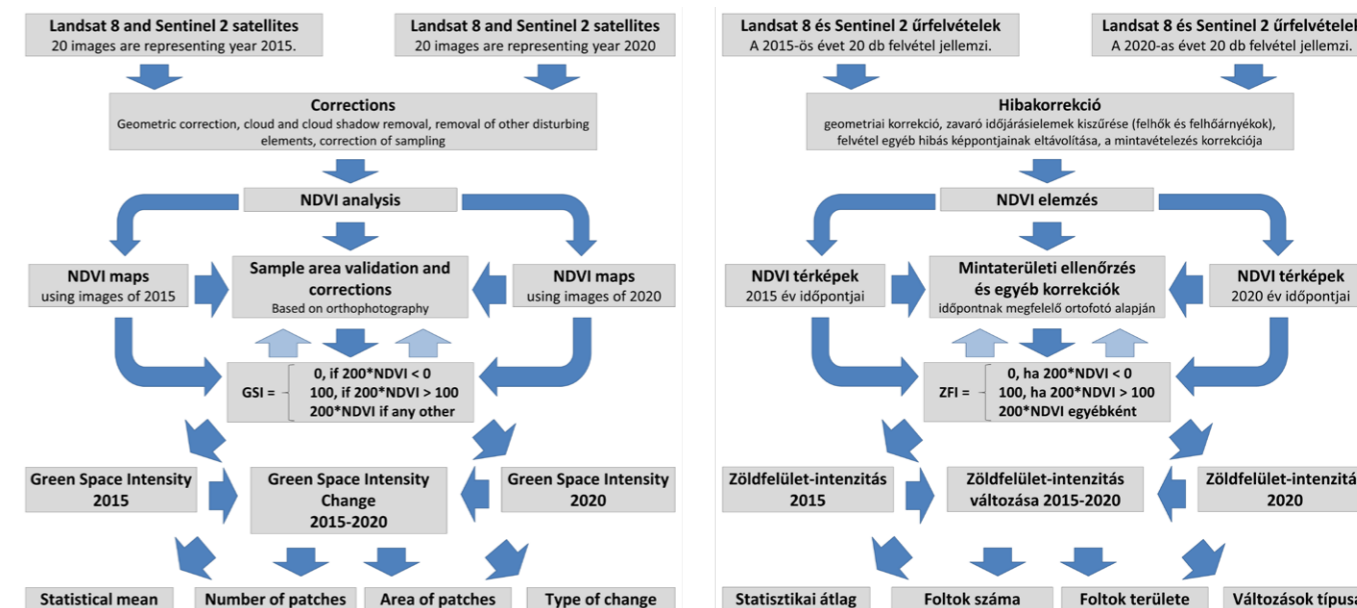 Landsat 8 and Sentinel 2 satellites
20 images are representing year 2015.
Landsat 8 and Sentinel 2 satellites
20 images are representing year 2020
Corrections
Geometric correction, cloud and cloud shadow removal, removal of other disturbing
elements, correction of sampling
NDVI analysis
NDVI maps
using images of 2015
Sample area validation and
corrections
Based on orthophotography
NDVI maps
using images of 2020
GSI =
0, if 200*NDVI < 0
100, if 200*NDVI > 100
200*NDVI if any other
Green Space Intensity
2015
Green Space Intensity
Change
2015-2020
Green Space Intensity
2020
Statistical mean
Number of patches
Area of patches
Type of change
Landsat 8 és Sentinel 2 űrfelvételek
A 2015-ös évet 20 db felvétel jellemzi.
Landsat 8 és Sentinel 2 űrfelvételek
A 2020-as évet 20 db felvétel jellemzi.
Hibakorrekció
geometriai korrekció, zavaró időjárásielemek kiszűrése (felhők és felhőárnyékok),
felvétel egyéb hibás képpontjainak eltávolítása, a mintavételezés korrekciója
NDVI elemzés
NDVI térképek
2015 év időpontjai
Mintaterületi ellenőrzés
és egyéb korrekciók
időpontnak megfelelő ortofotó alapján
NDVI térképek
2020 év időpontjai
ZFI =
0, ha 200*NDVI < 0
100, ha 200*NDVI > 100
200*NDVI egyébként
Zöldfelület-intenzitás
2015
Zöldfelület-intenzitás
változása 2015-2020
Zöldfelület-intenzitá
2020
Statisztikai átlag
Foltok száma
Foltok területe
Változások típusa